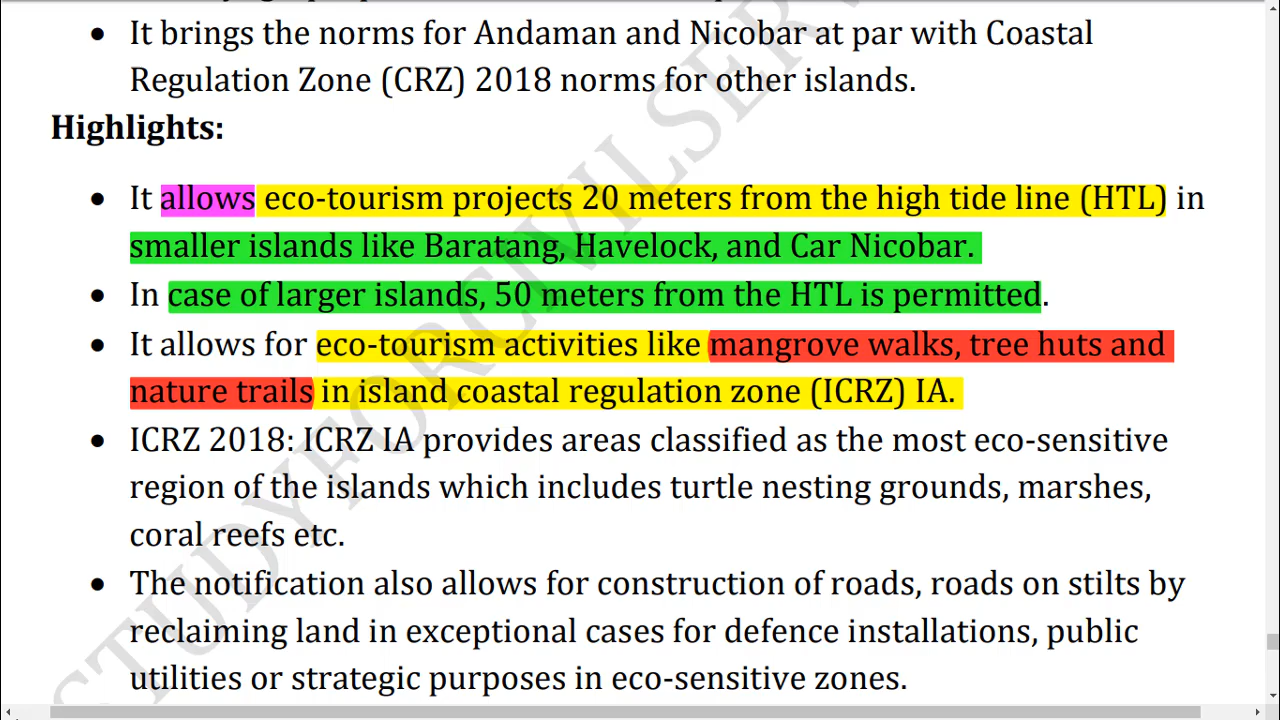 • It brings the norms for Andaman and Nicobar at par with Coastal
Regulation Zone (CRZ) 2018 norms for other islands.
Highlights:
• It allows eco-tourism projects 20 meters from the high tide line (HTL) in
smaller islands like Baratang, Havelock, and Car Nicobar.
• In case of larger islands, 50 meters from the HTL is permitted.
• It allows for eco-tourism activities like mangrove walks, tree huts and
nature trails in island coastal regulation zone (ICRZ) IA.
• ICRZ 2018: ICRZ IA provides areas classified as the most eco-sensitive
region of the islands which includes turtle nesting grounds, marshes,
coral reefs etc.
• The notification also allows for construction of roads, roads on stilts by
reclaiming land in exceptional cases for defence installations, public
utilities or strategic purposes in eco-sensitive zones.
STUDYFORCIVILSERV